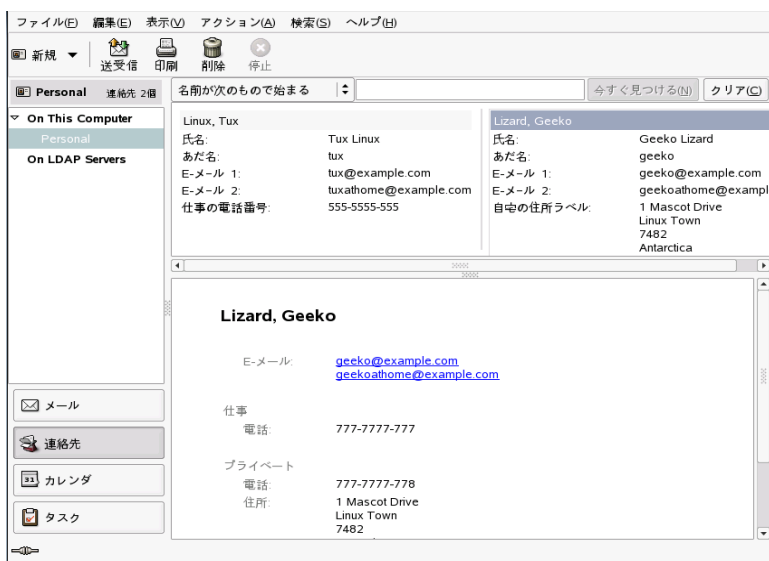 ファイル(F) 編集(E) 表示(V) アクション(A) 検索(S) ヘルプ(H)
新規 送受信 印刷 削除 停止
Personal 連絡先 2個
名前が次のもので始まる 今すぐ見つける(N) クリア(C)
On This Computer
Personal
On LDAP Servers
Linux, Tux
氏名: Tux Linux
あだ名: tux
E-メール 1: tux@example.com
E-メール 2: tuxathome@example.com
仕事の電話番号: 555-5555-555
Lizard, Geeko
氏名: Geeko Lizard
あだ名: geeko
E-メール 1: geeko@example.com
E-メール 2: geekoathome@exampl
自宅の住所ラベル: 1 Mascot Drive
Linux Town
7482
Antarctica
Lizard, Geeko
E-メール: geeko@example.com
geekoathome@example.com
仕事
電話: 777-7777-777
プライベート
電話: 777-7777-778
住所: 1 Mascot Drive
Linux Town
7482
メール
連絡先
31 カレンダ
タスク